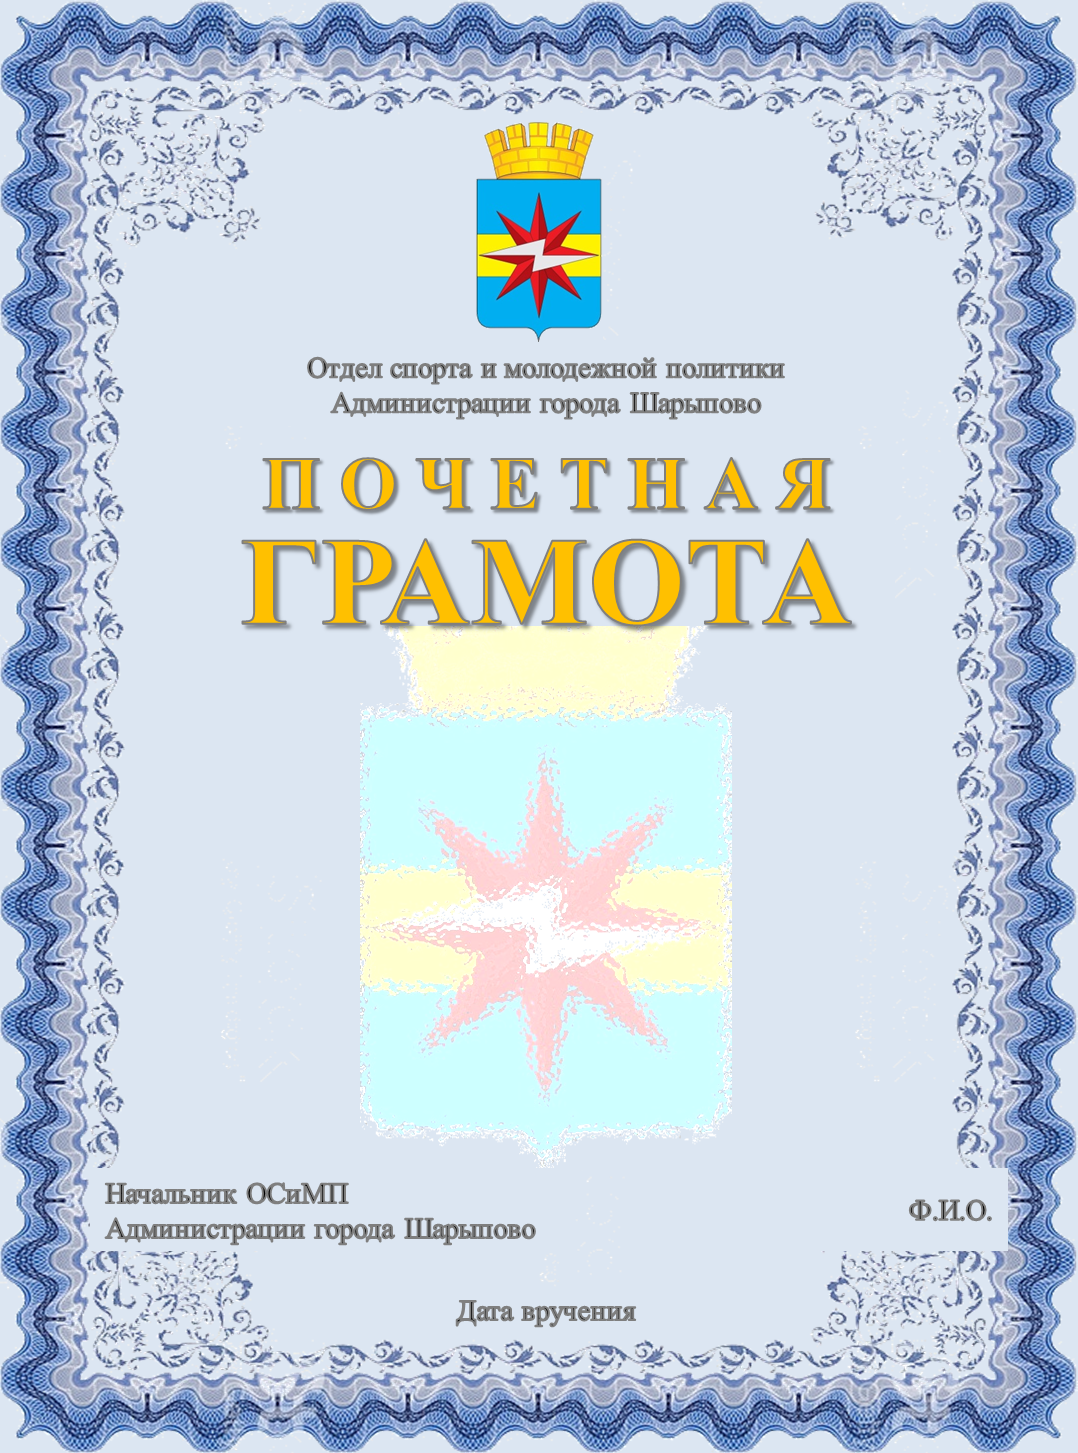 Отдел спорта и молодежной политики
Администрации города Шарыпово
ПОЧЕТНАЯ
ГРАМОТА
Начальник ОСиМП
Администрации города Шарыпово
Ф.И.О.
Дата вручения